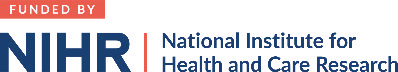 FUNDED BY
NIHR | National Institute for
Health and Care Research